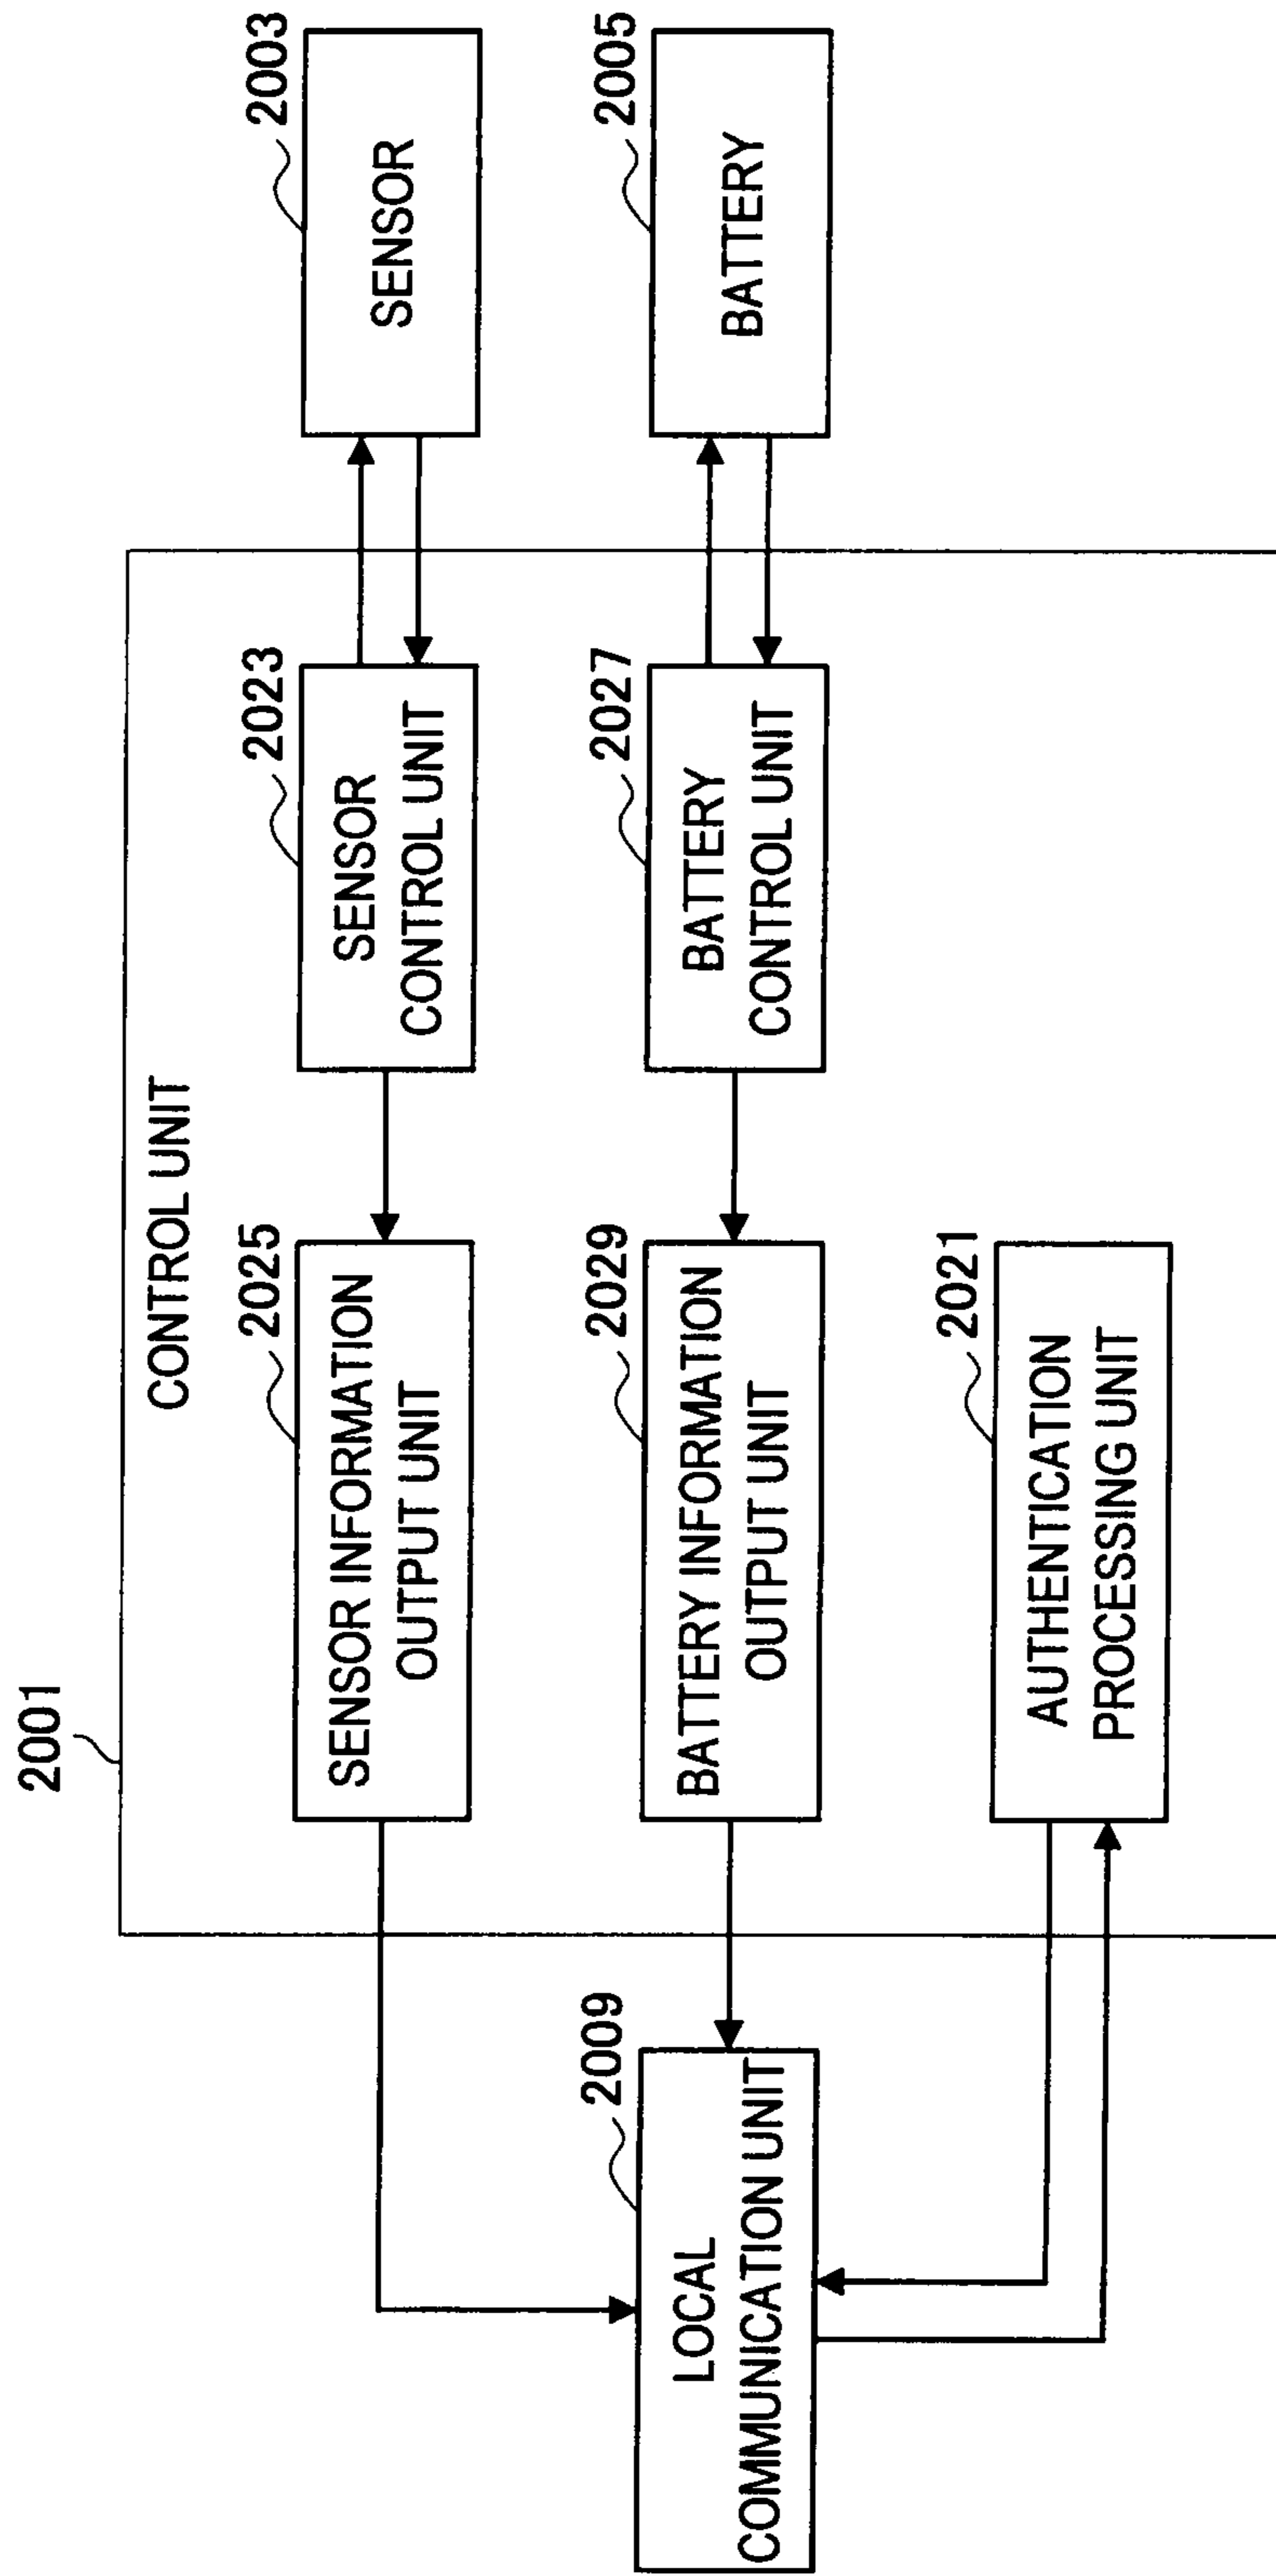 2001
CONTROL UNIT
2009
LOCAL
COMMUNICATION UNIT
2025
SENSOR INFORMATION
OUTPUT UNIT
2023
SENSOR
CONTROL UNIT
2003
SENSOR
2029
BATTERY INFORMATION
OUTPUT UNIT
2027
BATTERY
CONTROL UNIT
2005
BATTERY
2021
AUTHENTICATION
PROCESSING UNIT